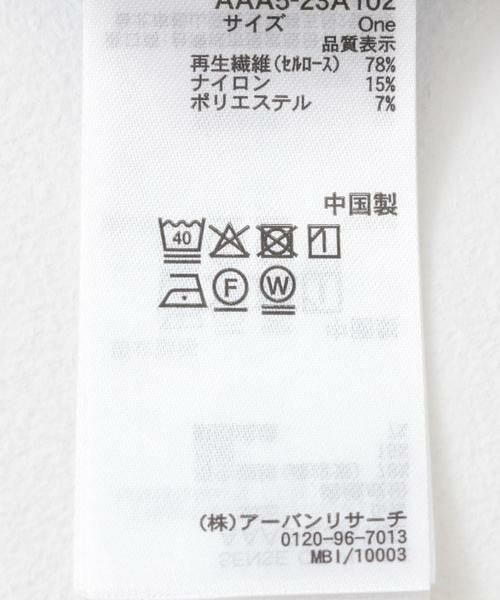 AAA5-23A102
サイズ One
品質表示
再生繊維(ｾﾙﾛｰｽ) 78%
ナイロン 15%
ポリエステル 7%
中国製
40
F W
(株)アーバンリサーチ
0120-96-7013
MBI/10003